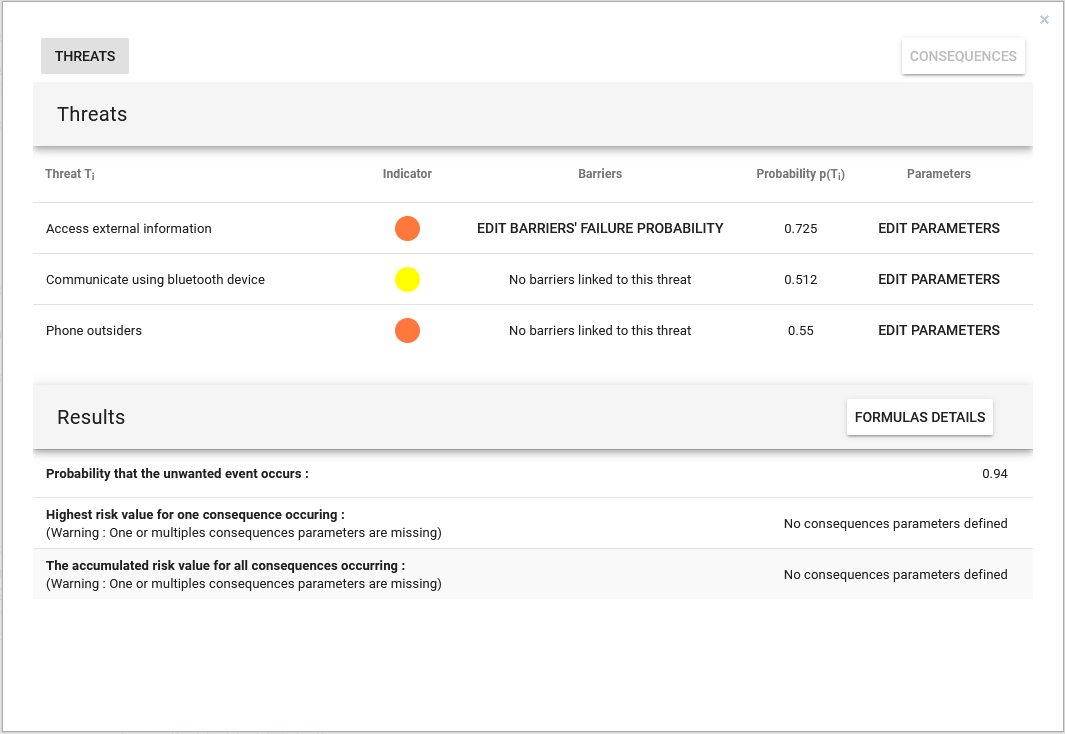 ×
THREATS
CONSEQUENCES
Threats
Threat Ti Indicator Barriers Probability p(Ti) Parameters
Access external information EDIT BARRIERS' FAILURE PROBABILITY 0.725 EDIT PARAMETERS
Communicate using bluetooth device No barriers linked to this threat 0.512 EDIT PARAMETERS
Phone outsiders No barriers linked to this threat 0.55 EDIT PARAMETERS
Results FORMULAS DETAILS
Probability that the unwanted event occurs : 0.94
Highest risk value for one consequence occuring :
(Warning : One or multiples consequences parameters are missing) No consequences parameters defined
The accumulated risk value for all consequences occurring :
(Warning : One or multiples consequences parameters are missing) No consequences parameters defined